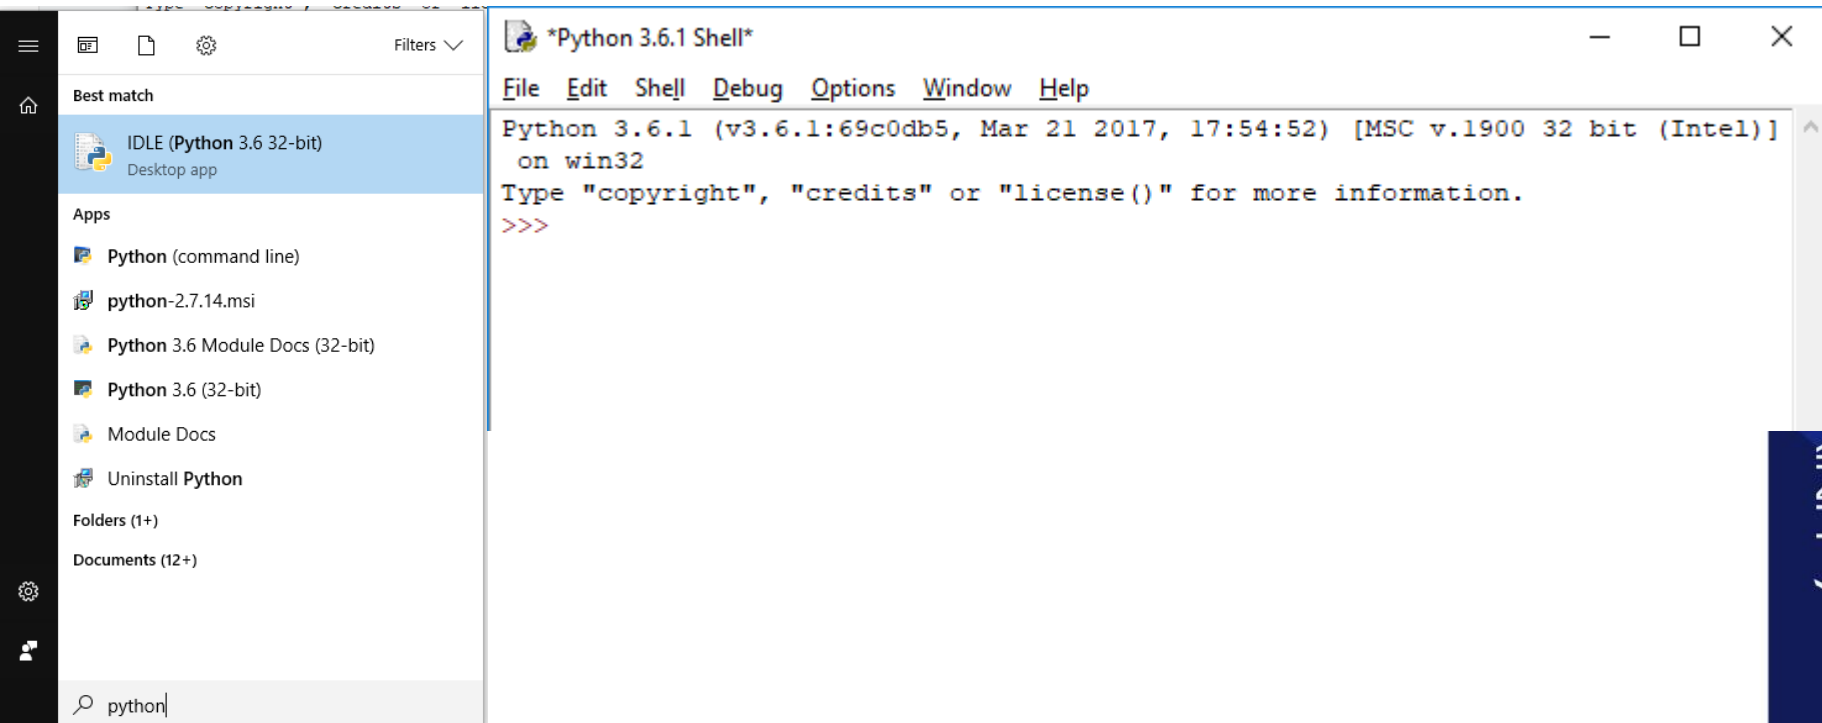 Filters
Best match
IDLE (Python 3.6 32-bit)
Desktop app
Apps
Python (command line)
python-2.7.14.msi
Python 3.6 Module Docs (32-bit)
Python 3.6 (32-bit)
Module Docs
Uninstall Python
Folders (1+)
Documents (12+)
python
*Python 3.6.1 Shell*
File Edit Shell Debug Options Window Help
Python 3.6.1 (v3.6.1:69c0db5, Mar 21 2017, 17:54:52) [MSC v.1900 32 bit (Intel)]
on win32
Type "copyright", "credits" or "license()" for more information.
>>>